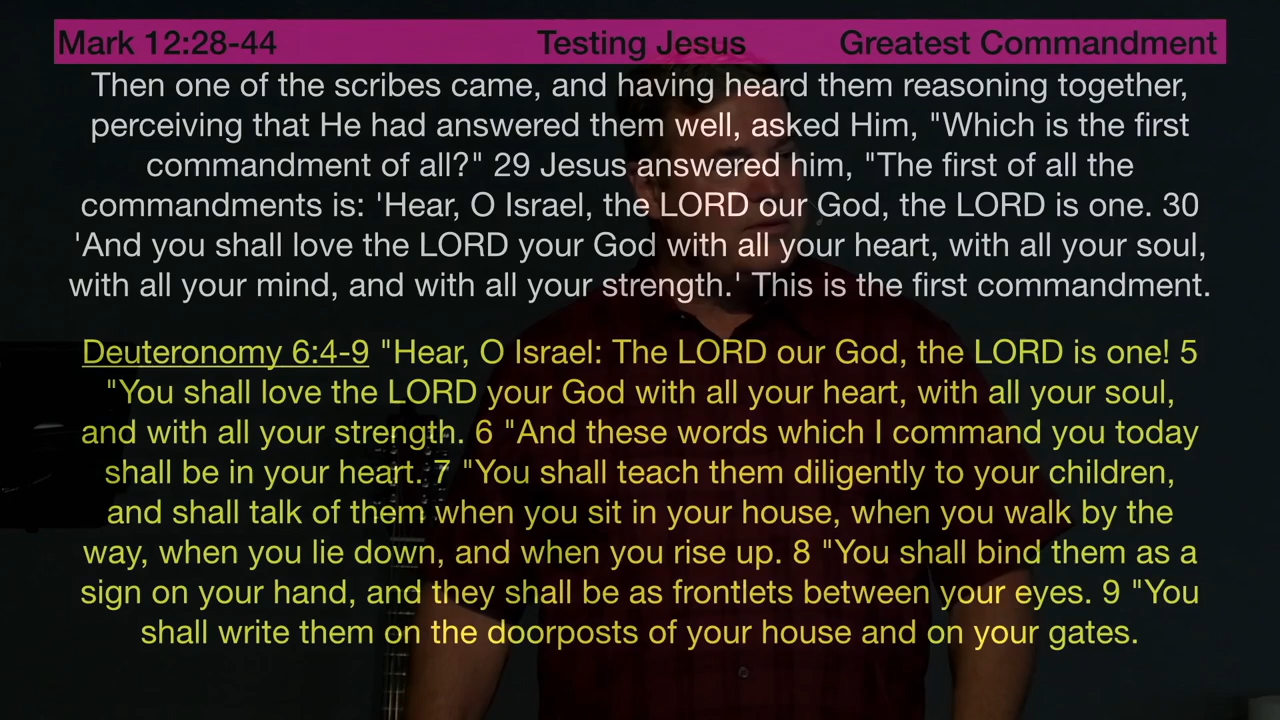 Mark 12:28-44 Testing Jesus Greatest Commandment
Then one of the scribes came, and having heard them reasoning together,
perceiving that He had answered them well, asked Him, "Which is the first
commandment of all?" 29 Jesus answered him, "The first of all the
commandments is: 'Hear, O Israel, the LORD our God, the LORD is one. 30
'And you shall love the LORD your God with all your heart, with all your soul,
with all your mind, and with all your strength.' This is the first commandment.
Deuteronomy 6:4-9 "Hear, O Israel: The LORD our God, the LORD is one! 5
"You shall love the LORD your God with all your heart, with all your soul,
and with all your strength. 6 "And these words which I command you today
shall be in your heart. 7 "You shall teach them diligently to your children,
and shall talk of them when you sit in your house, when you walk by the
way, when you lie down, and when you rise up. 8 "You shall bind them as a
sign on your hand, and they shall be as frontlets between your eyes. 9 "You
shall write them on the doorposts of your house and on your gates.